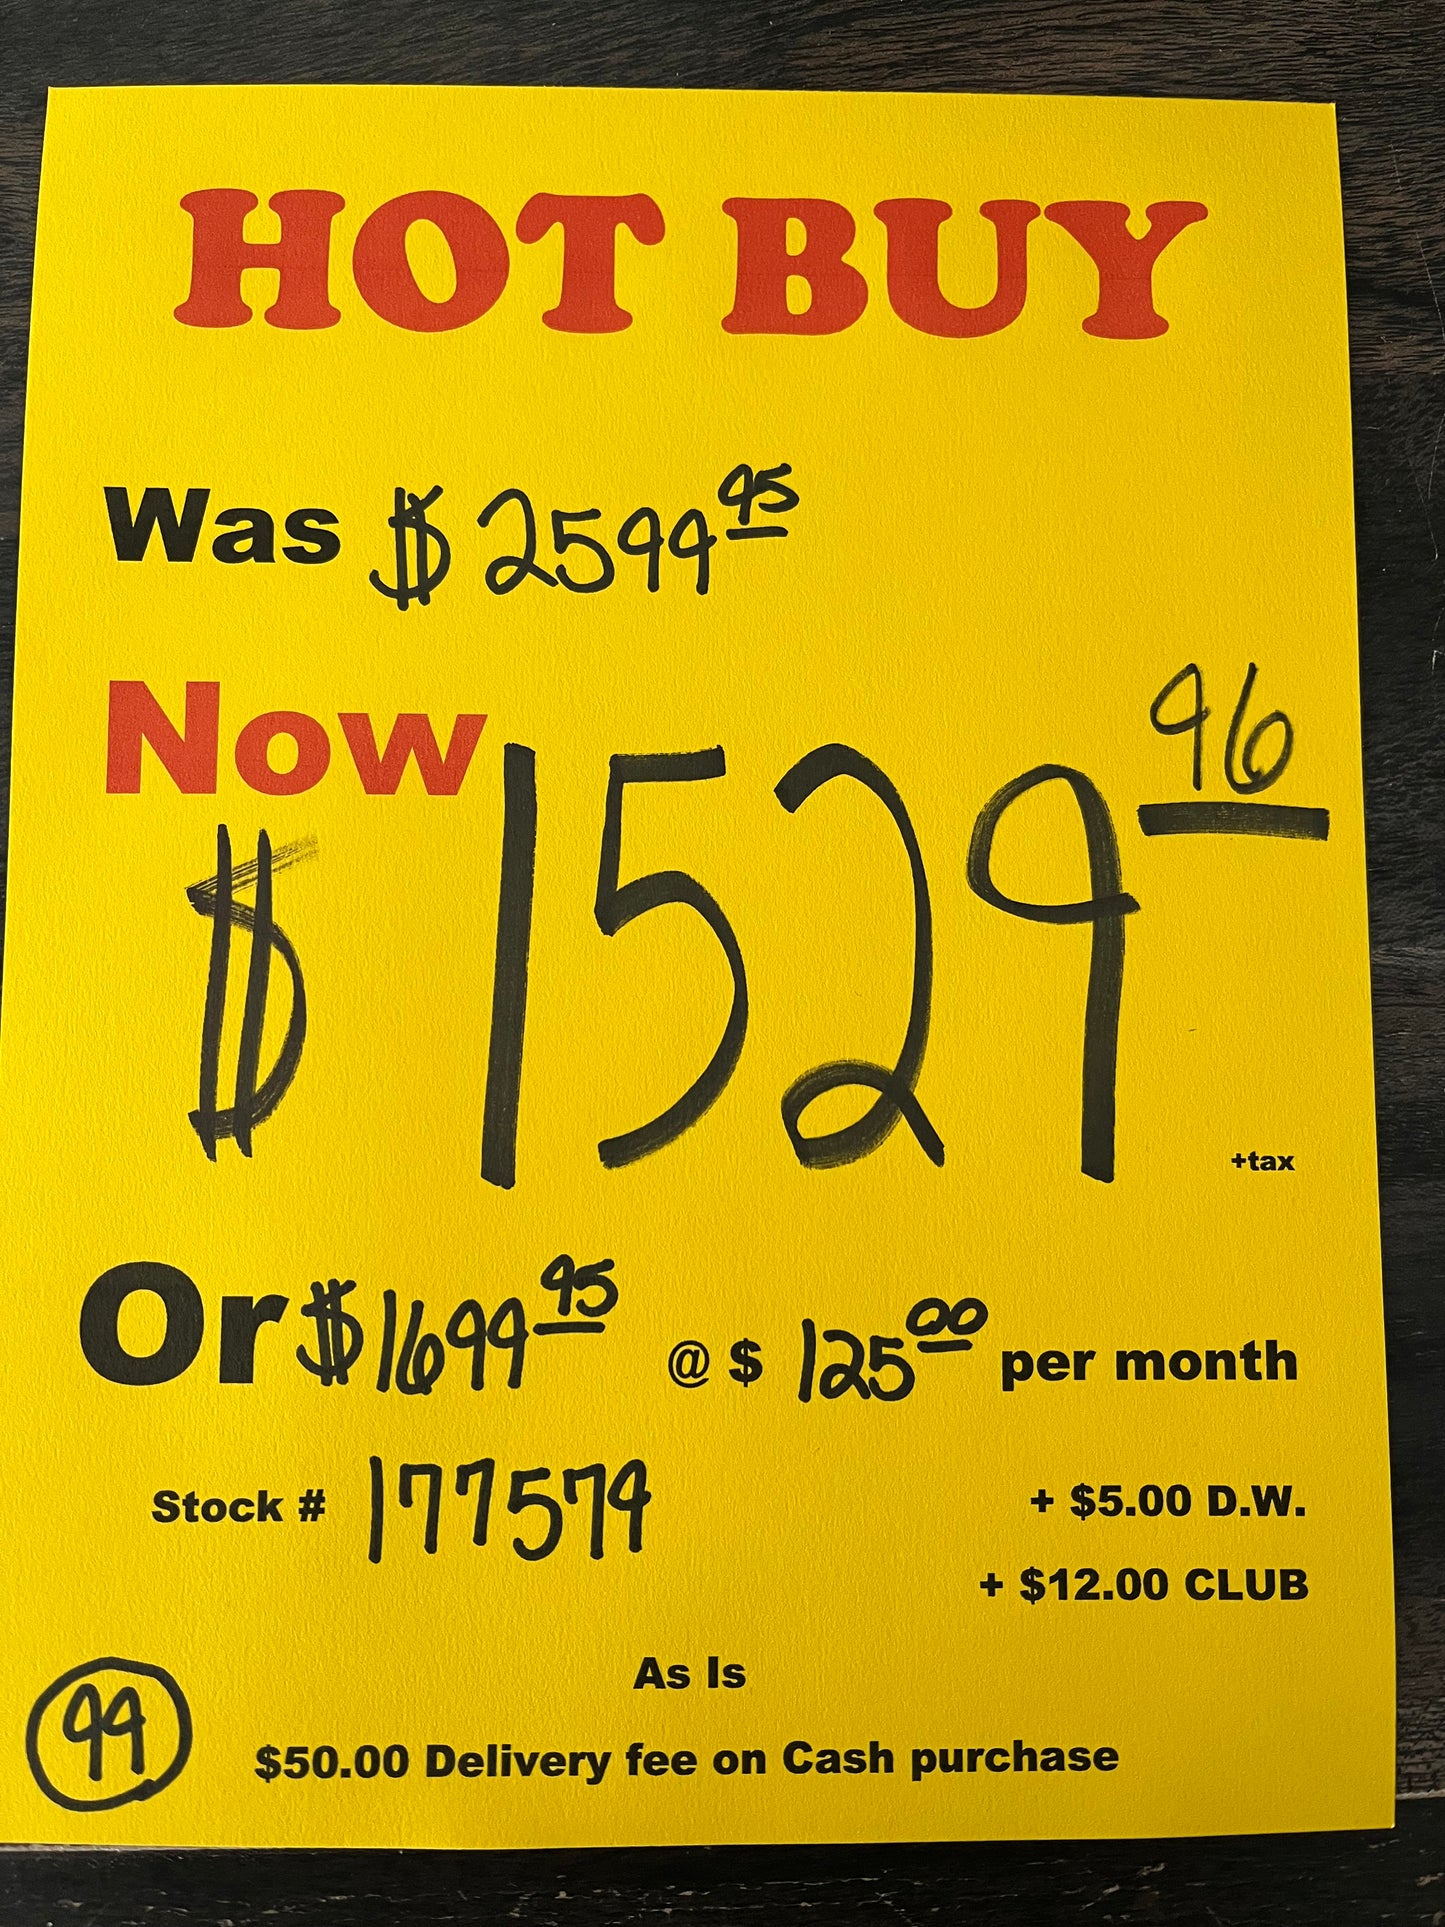 HOT BUY
Was $2599.95
Now
$1529.96
+tax
Or $1699.95 @ $ 125.00 per month
Stock # 177579
+ $5.00 D.W.
+ $12.00 CLUB
As Is
99
$50.00 Delivery fee on Cash purchase